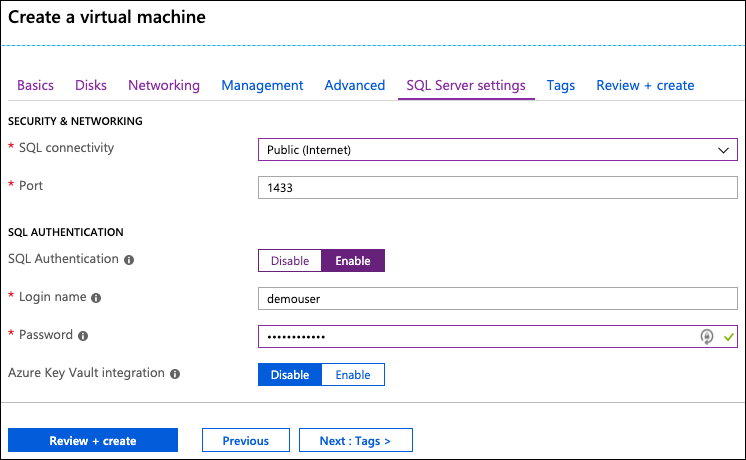 Create a virtual machine
Basics Disks Networking Management Advanced SQL Server settings Tags Review + create
SECURITY & NETWORKING
* SQL connectivity Public (Internet)
* Port 1433
SQL AUTHENTICATION
SQL Authentication Disable Enable
* Login name demouser
* Password ••••••••••••
Azure Key Vault integration Disable Enable
Review + create Previous Next : Tags >